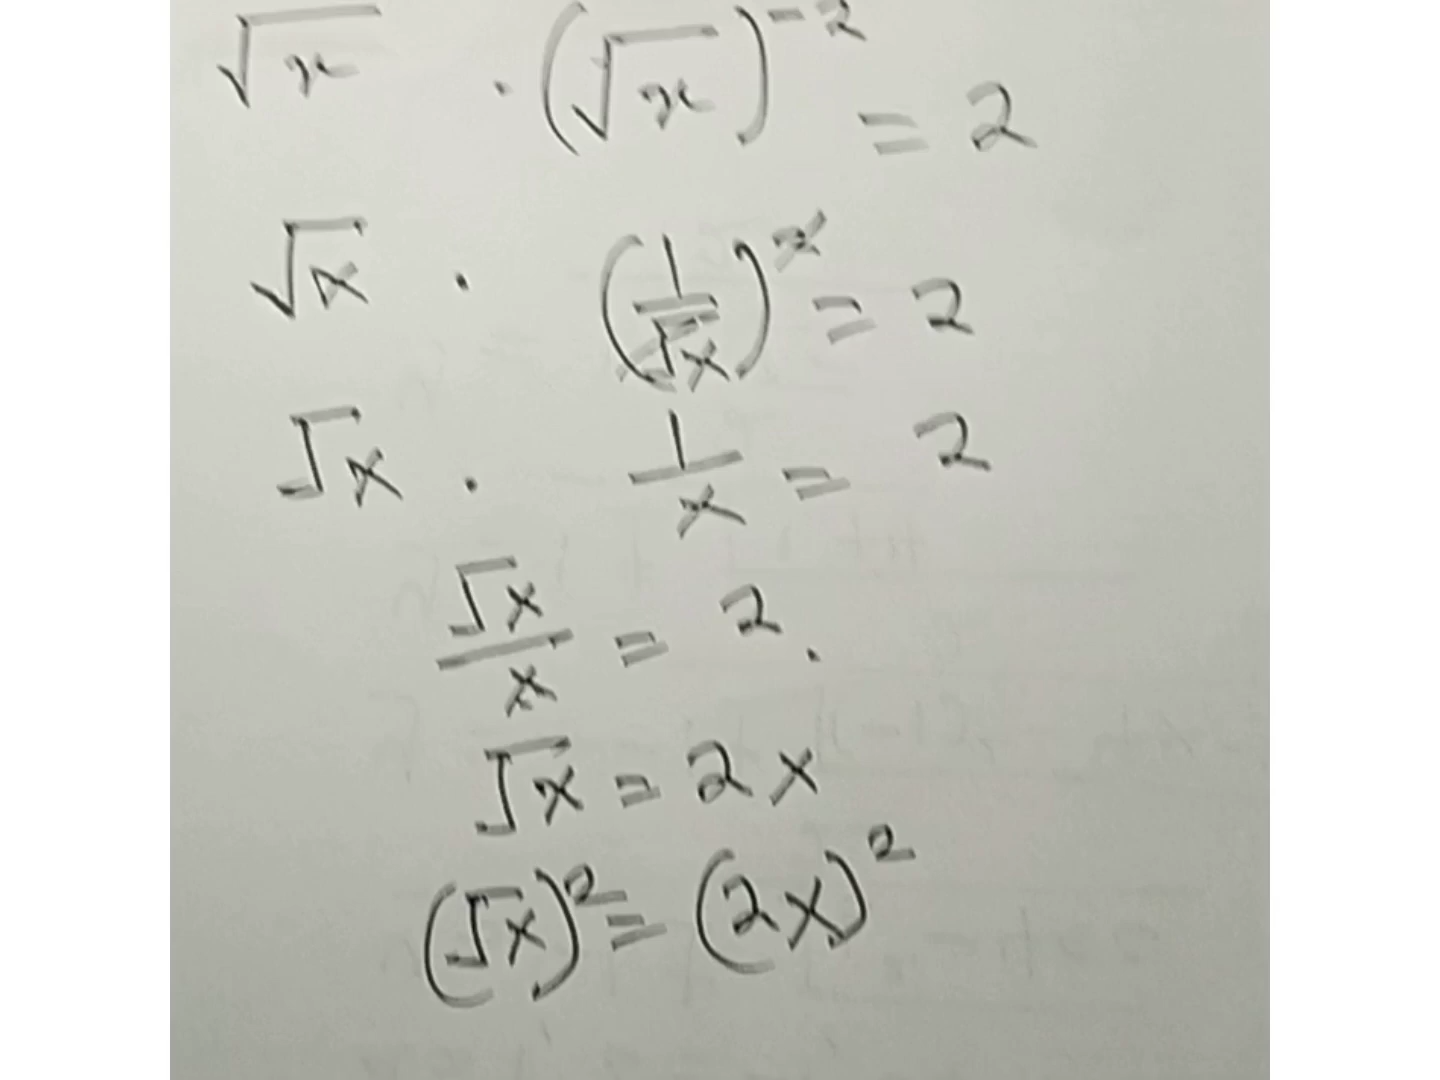 √x · (√x)⁻² = 2
√x · (1/√x)² = 2
√x · 1/x = 2
√x/x = 2.
√x = 2x
(√x)² = (2x)²